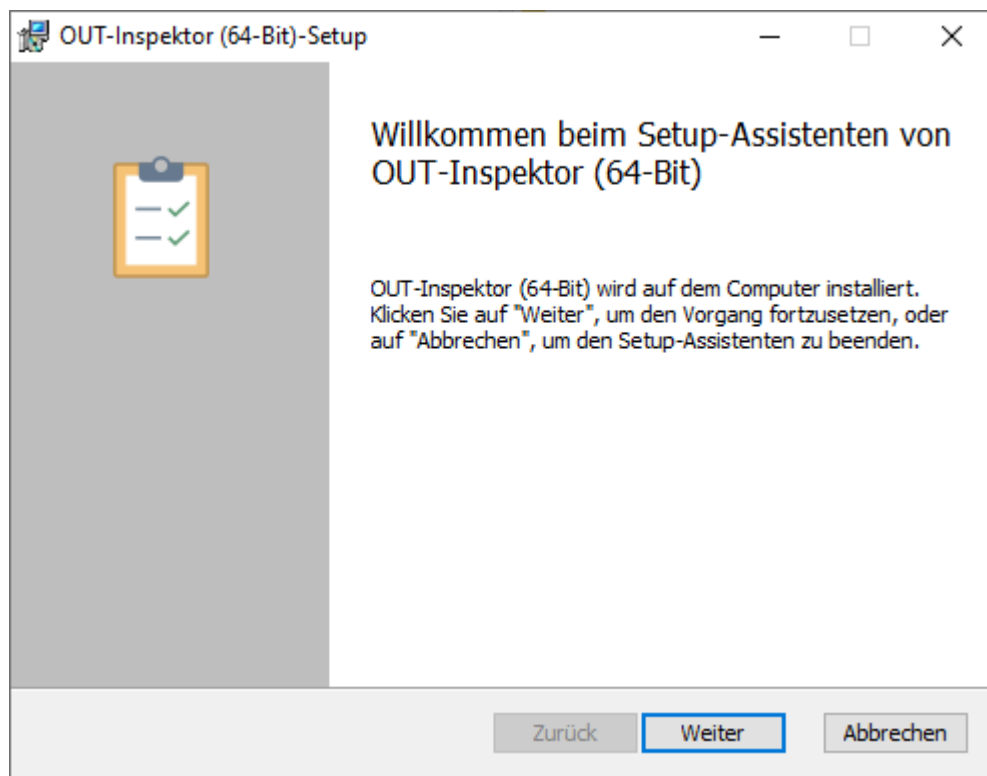 OUT-Inspektor (64-Bit)-Setup
Willkommen beim Setup-Assistenten von
OUT-Inspektor (64-Bit)
OUT-Inspektor (64-Bit) wird auf dem Computer installiert.
Klicken Sie auf "Weiter", um den Vorgang fortzusetzen, oder
auf "Abbrechen", um den Setup-Assistenten zu beenden.
Zurück Weiter Abbrechen